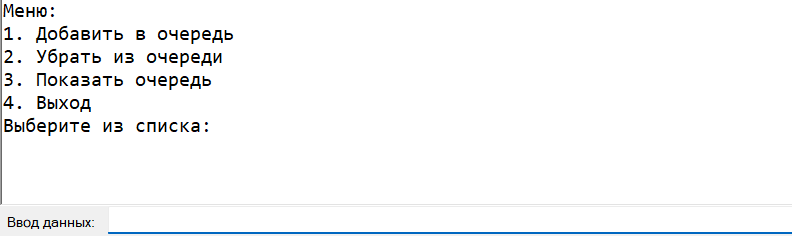 Меню:
1. Добавить в очередь
2. Убрать из очереди
3. Показать очередь
4. Выход
Выберите из списка:
Ввод данных: